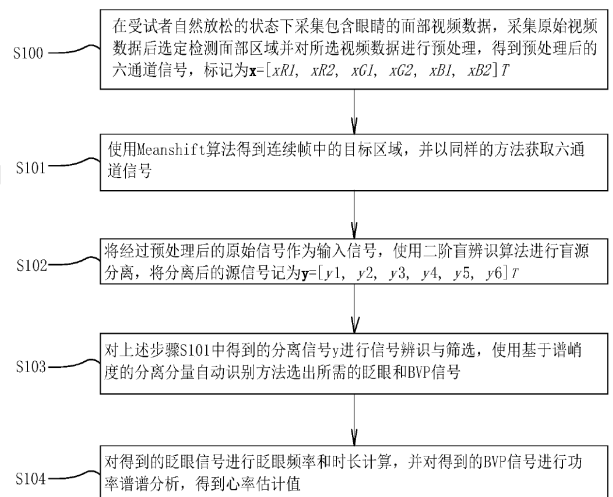 S100
在受试者自然放松的状态下采集包含眼睛的面部视频数据，采集原始视频
数据后选定检测面部区域并对所选视频数据进行预处理，得到预处理后的
六通道信号，标记为x=[xR1, xR2, xG1, xG2, xB1, xB2]T
S101
使用Meanshift算法得到连续帧中的目标区域，并以同样的方法获取六通
道信号
S102
将经过预处理后的原始信号作为输入信号，使用二阶盲辨识算法进行盲源
分离，将分离后的源信号记为y=[y1, y2, y3, y4, y5, y6]T
S103
对上述步骤S101中得到的分离信号y进行信号辨识与筛选，使用基于谱峭
度的分离分量自动识别方法选出所需的眨眼和BVP信号
S104
对得到的眨眼信号进行眨眼频率和时长计算，并对得到的BVP信号进行功
率谱谱分析，得到心率估计值